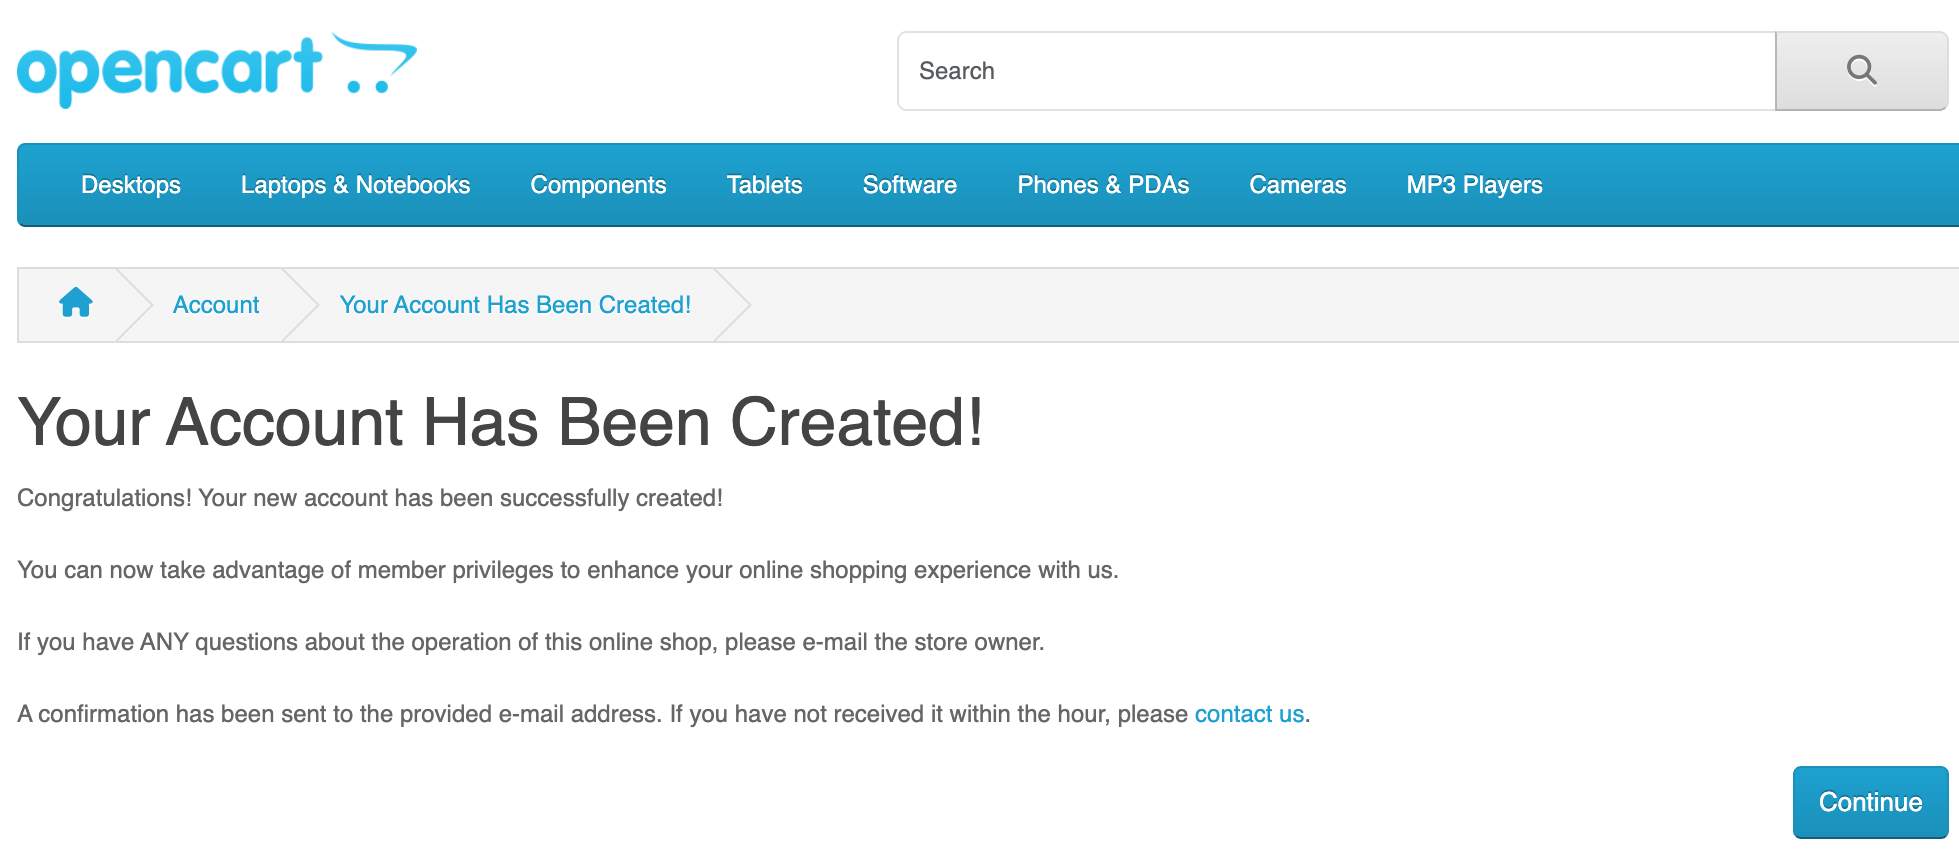 opencart
Search
Desktops Laptops & Notebooks Components Tablets Software Phones & PDAs Cameras MP3 Players
Account Your Account Has Been Created!
Your Account Has Been Created!
Congratulations! Your new account has been successfully created!
You can now take advantage of member privileges to enhance your online shopping experience with us.
If you have ANY questions about the operation of this online shop, please e-mail the store owner.
A confirmation has been sent to the provided e-mail address. If you have not received it within the hour, please contact us.
Continue